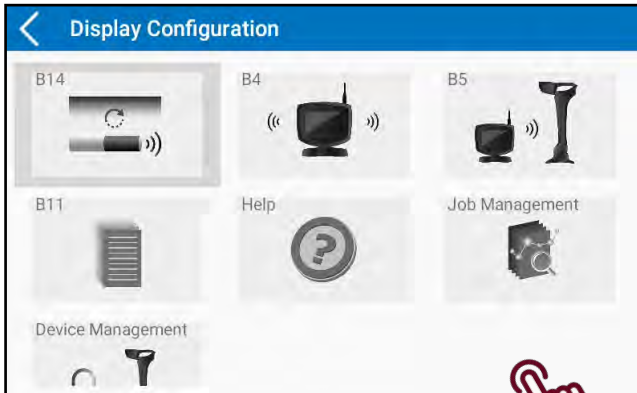 Display Configuration
B14 B4 B5
B11 Help Job Management
Device Management